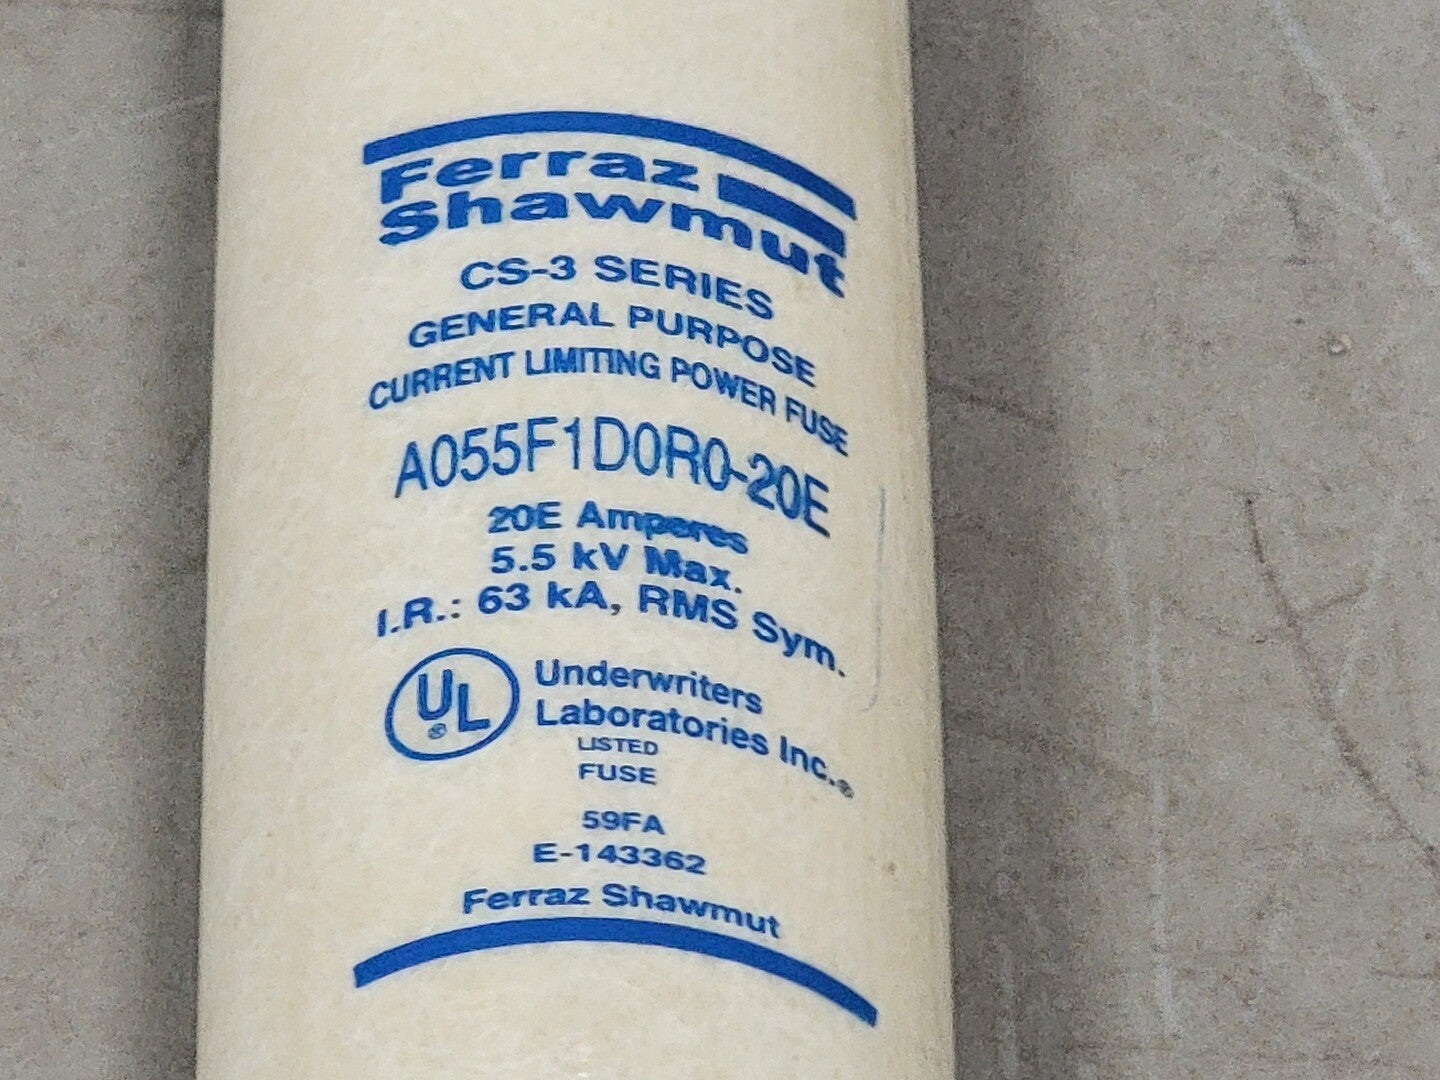 Ferraz
Shawmut
CS-3 SERIES
GENERAL PURPOSE
CURRENT LIMITING POWER FUSE
A055F1D0R0-20E
20E Amperes
5.5 kV Max.
I.R.: 63 kA, RMS Sym.
UL®
Underwriters
Laboratories Inc.®
LISTED
FUSE
59FA
E-143362
Ferraz Shawmut